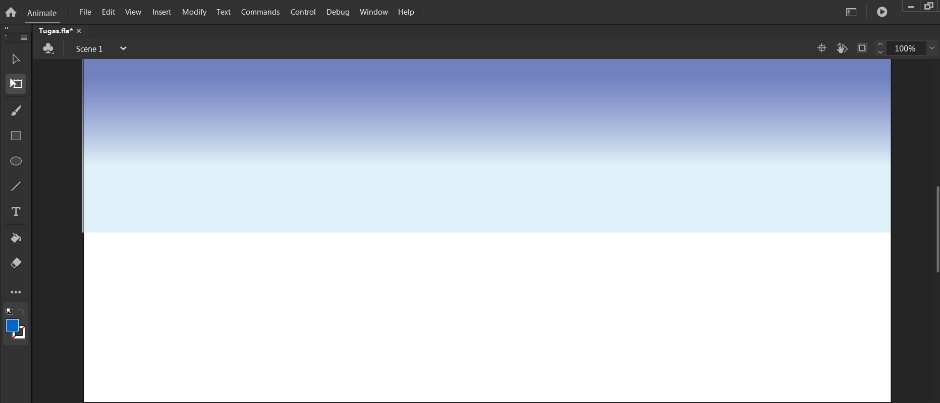 Animate File Edit View Insert Modify Text Commands Control Debug Window Help
Tugas.fla* ×
Scene 1 100%
T